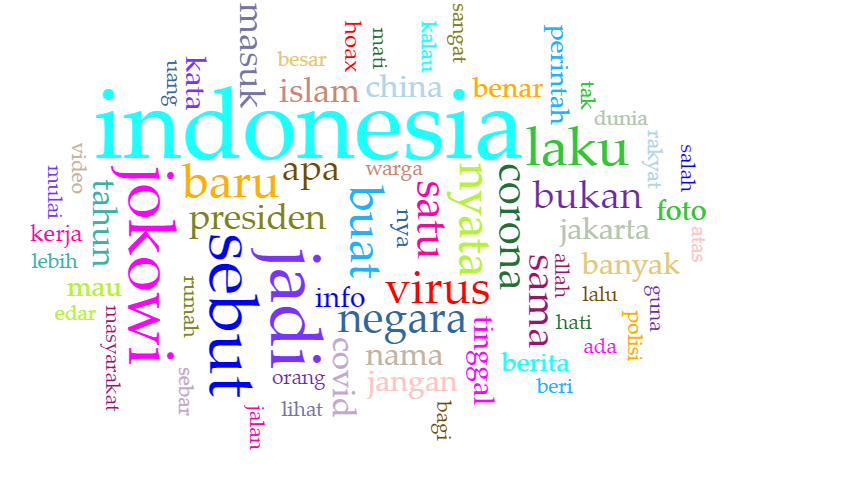 masuk
hoax
mati
kalau
sangat
besar
uang
kata
islam
china
benar
perintah
tak
dunia
indonesia
laku
rakyat
salah
video
mulai
tahun
jokowi
baru
apa
warga
buat
nya
satu
nyata
corona
bukan
foto
presiden
jakarta
atas
kerja
lebih
mau
edar
masyarakat
rumah
sebut
jadi
info
virus
negara
sama
allah
banyak
lalu
guna
hati
polisi
ada
covid
nama
tinggal
berita
beri
orang
jangan
sebar
jalan
lihat
bagi